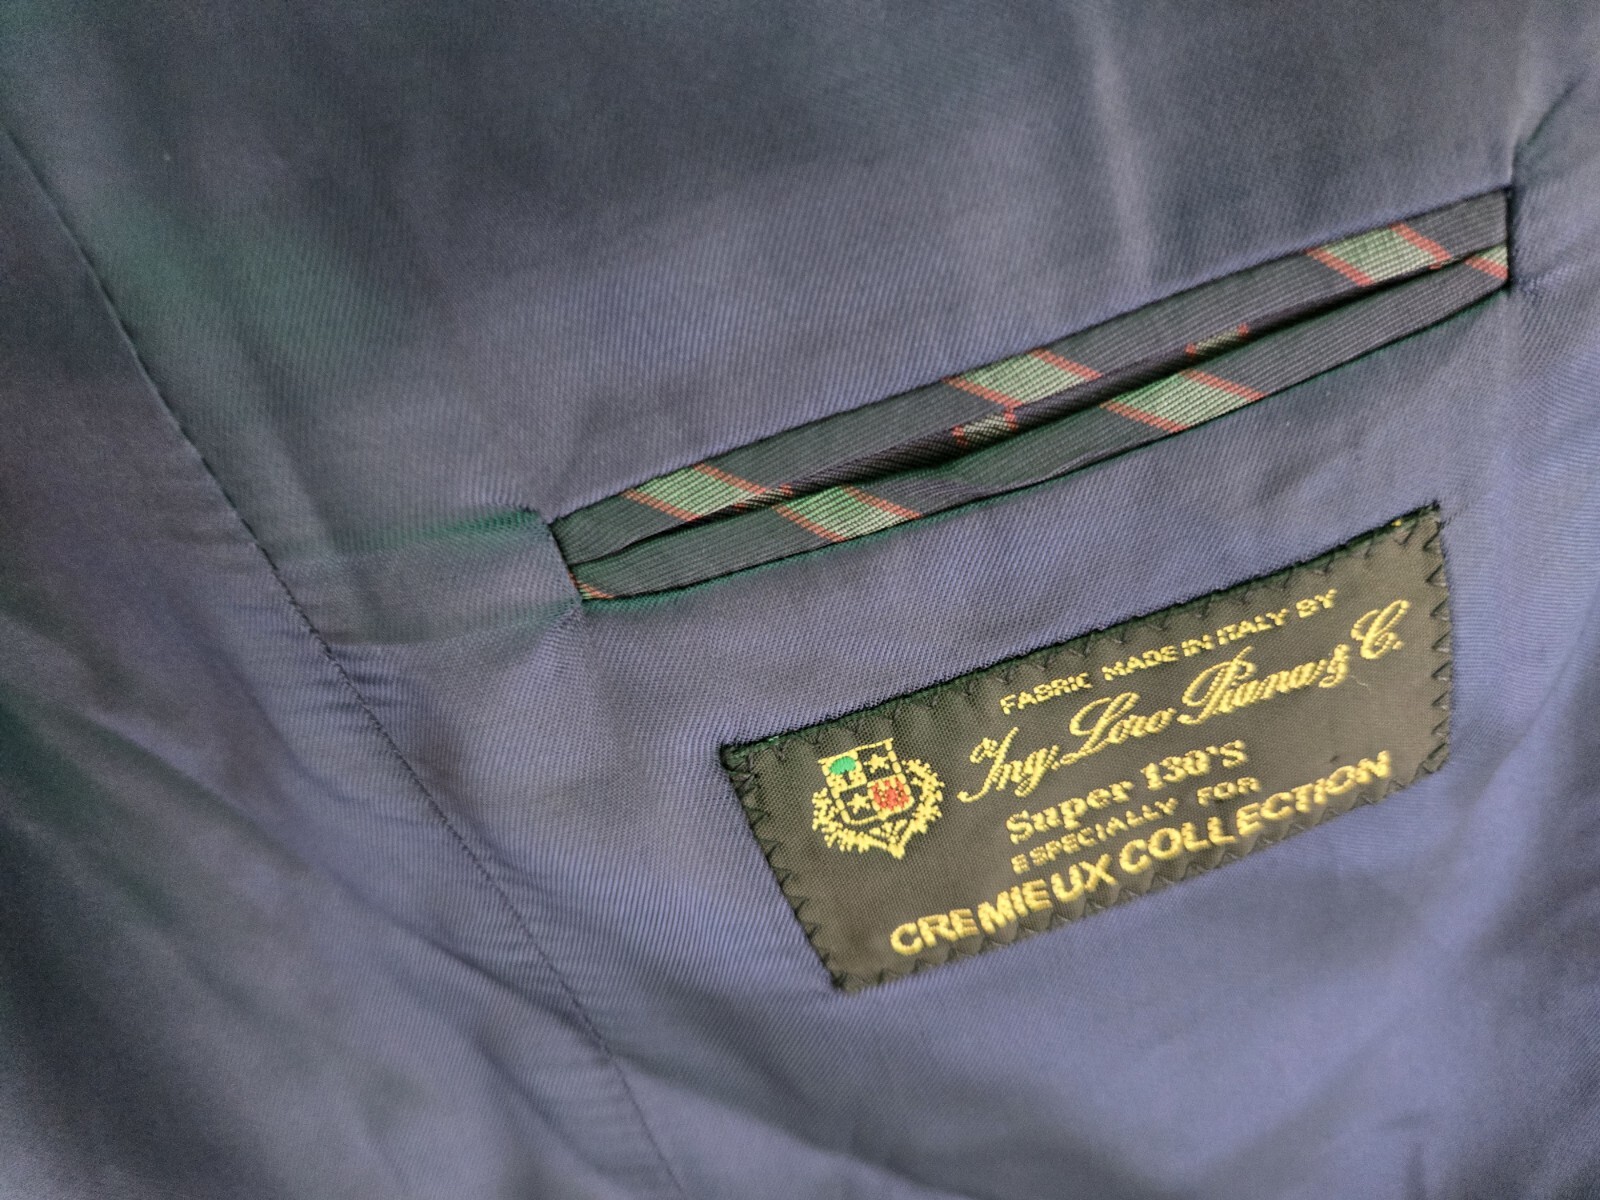 FABRIC MADE IN ITALY BY
Ing. Loro Piana & C.
Super 130'S
ESPECIALLY FOR
CREMIEUX COLLECTION